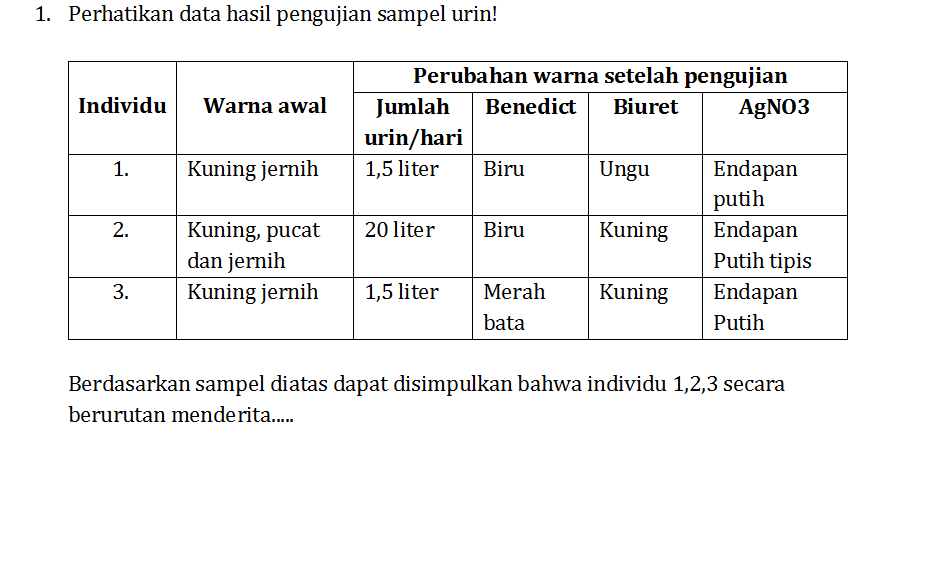 1. Perhatikan data hasil pengujian sampel urin!
Individu Warna awal Perubahan warna setelah pengujian
Jumlah urin/hari Benedict Biuret AgNO3
1. Kuning jernih 1,5 liter Biru Ungu Endapan putih
2. Kuning, pucat dan jernih 20 liter Biru Kuning Endapan Putih tipis
3. Kuning jernih 1,5 liter Merah bata Kuning Endapan Putih
Berdasarkan sampel diatas dapat disimpulkan bahwa individu 1,2,3 secara
berurutan menderita.....